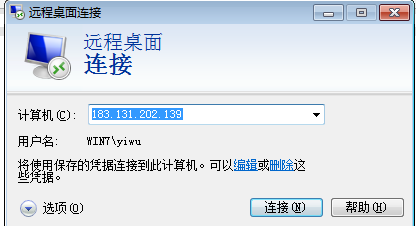 远程桌面连接
远程桌面
连接
计算机(C): 183.131.202.139
用户名: WIN7\yiwu
将使用保存的凭据连接到此计算机。可以编辑或删除这
些凭据。
选项(O) 连接(N) 帮助(H)